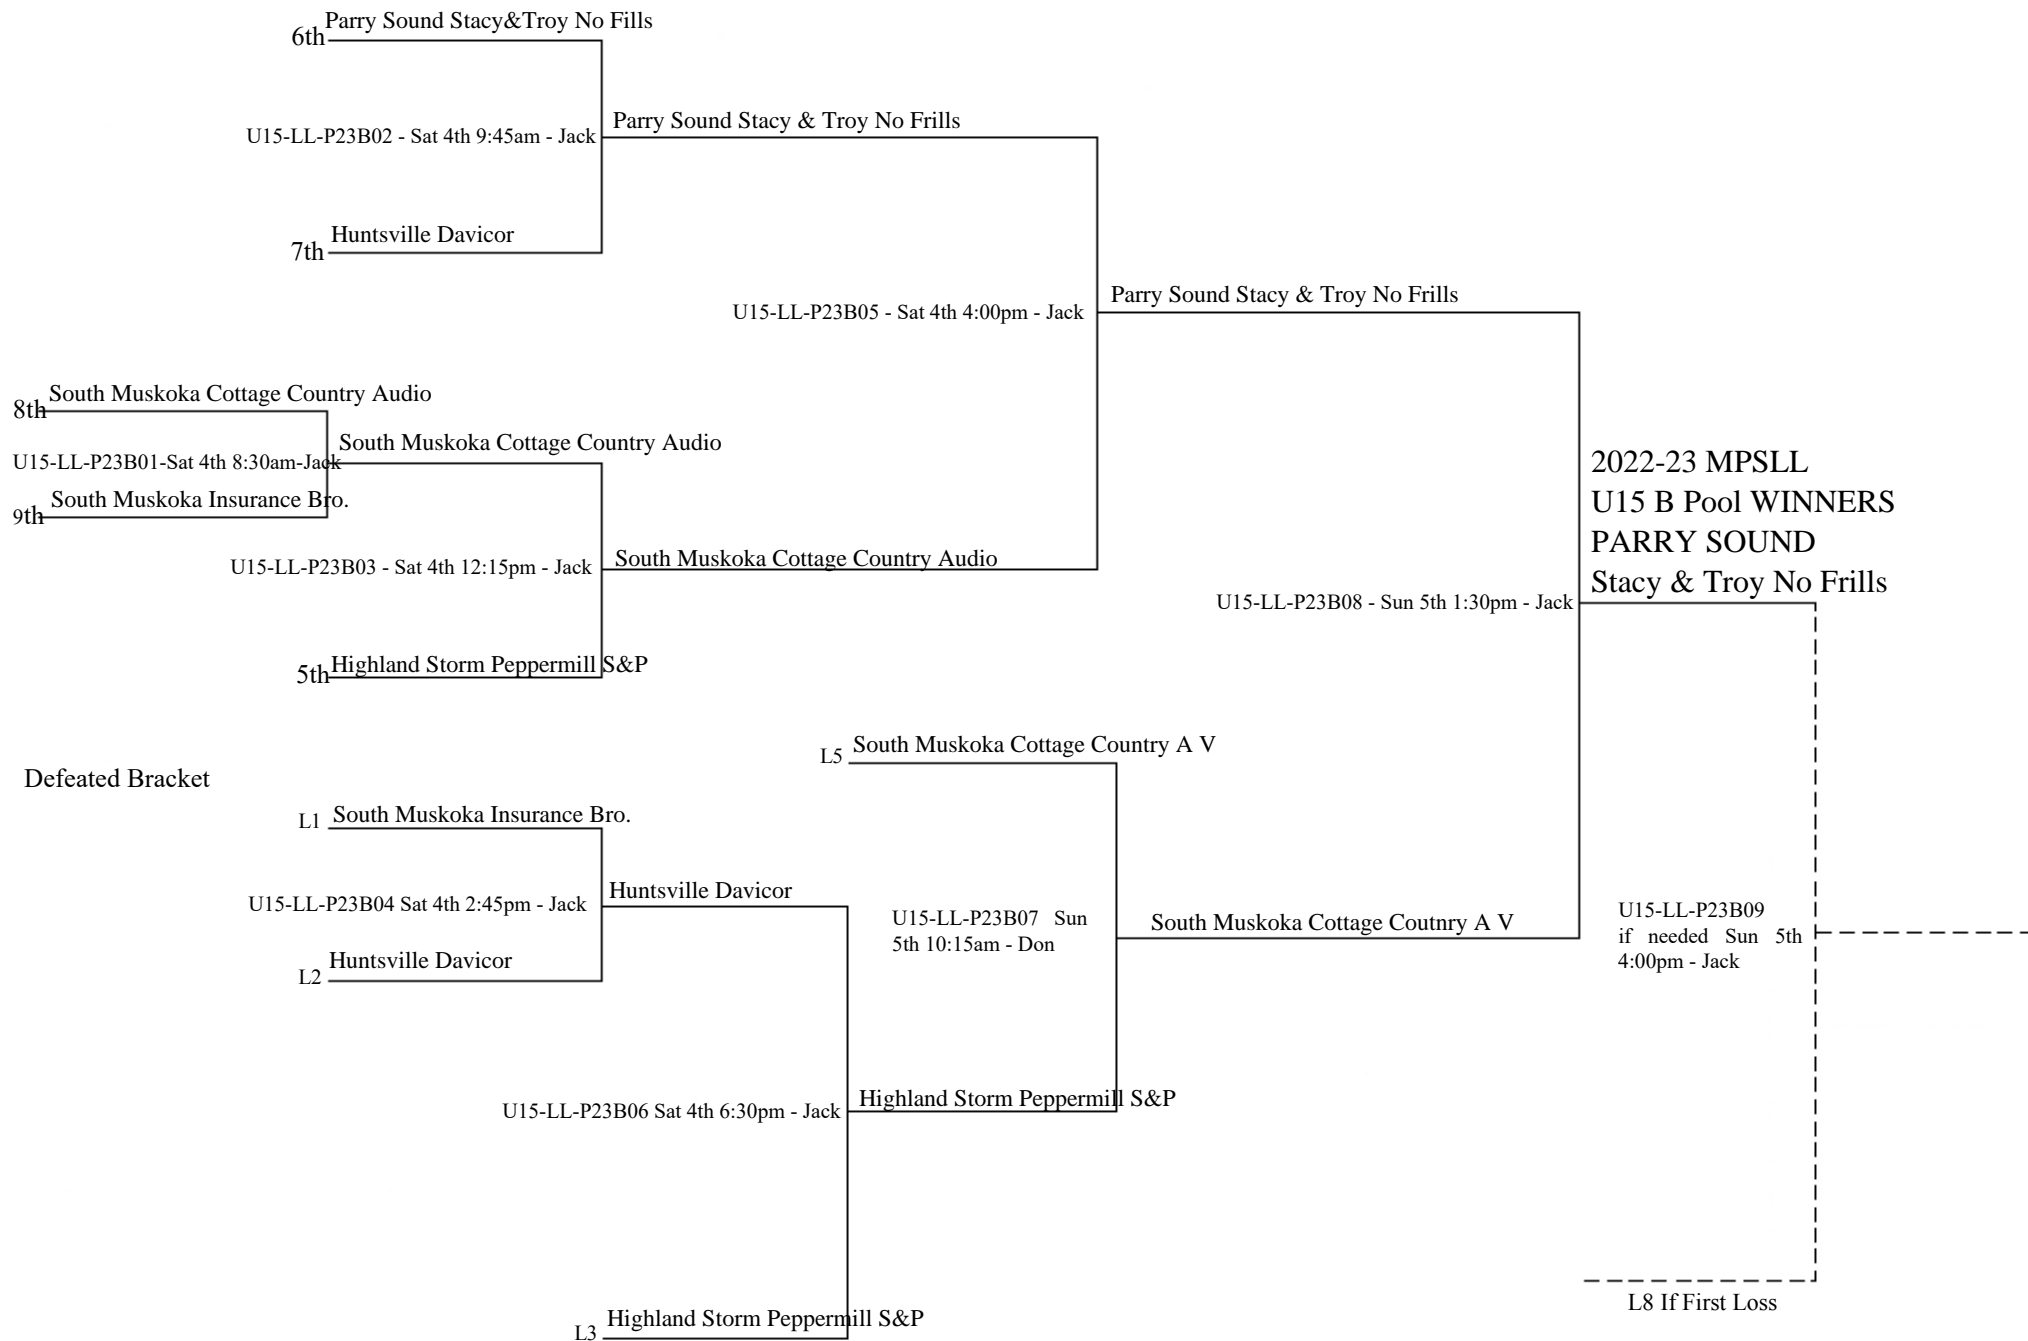 Parry Sound Stacy&Troy No Fills
6th
U15-LL-P23B02 - Sat 4th 9:45am - Jack
Parry Sound Stacy & Troy No Frills
Huntsville Davicor
7th
U15-LL-P23B05 - Sat 4th 4:00pm - Jack
Parry Sound Stacy & Troy No Frills
South Muskoka Cottage Country Audio
8th
U15-LL-P23B01-Sat 4th 8:30am-Jack
South Muskoka Cottage Country Audio
South Muskoka Insurance Bro.
9th
U15-LL-P23B03 - Sat 4th 12:15pm - Jack
South Muskoka Cottage Country Audio
Highland Storm Peppermill S&P
5th
2022-23 MPSLL
U15 B Pool WINNERS
PARRY SOUND
Stacy & Troy No Frills
U15-LL-P23B08 - Sun 5th 1:30pm - Jack
Defeated Bracket
L5 South Muskoka Cottage Country A V
L1 South Muskoka Insurance Bro.
U15-LL-P23B04 Sat 4th 2:45pm - Jack
Huntsville Davicor
Huntsville Davicor
L2
U15-LL-P23B07 Sun
5th 10:15am - Don
South Muskoka Cottage Coutnry A V
U15-LL-P23B09
if needed Sun 5th
4:00pm - Jack
U15-LL-P23B06 Sat 4th 6:30pm - Jack
Highland Storm Peppermill S&P
L3 Highland Storm Peppermill S&P
L8 If First Loss